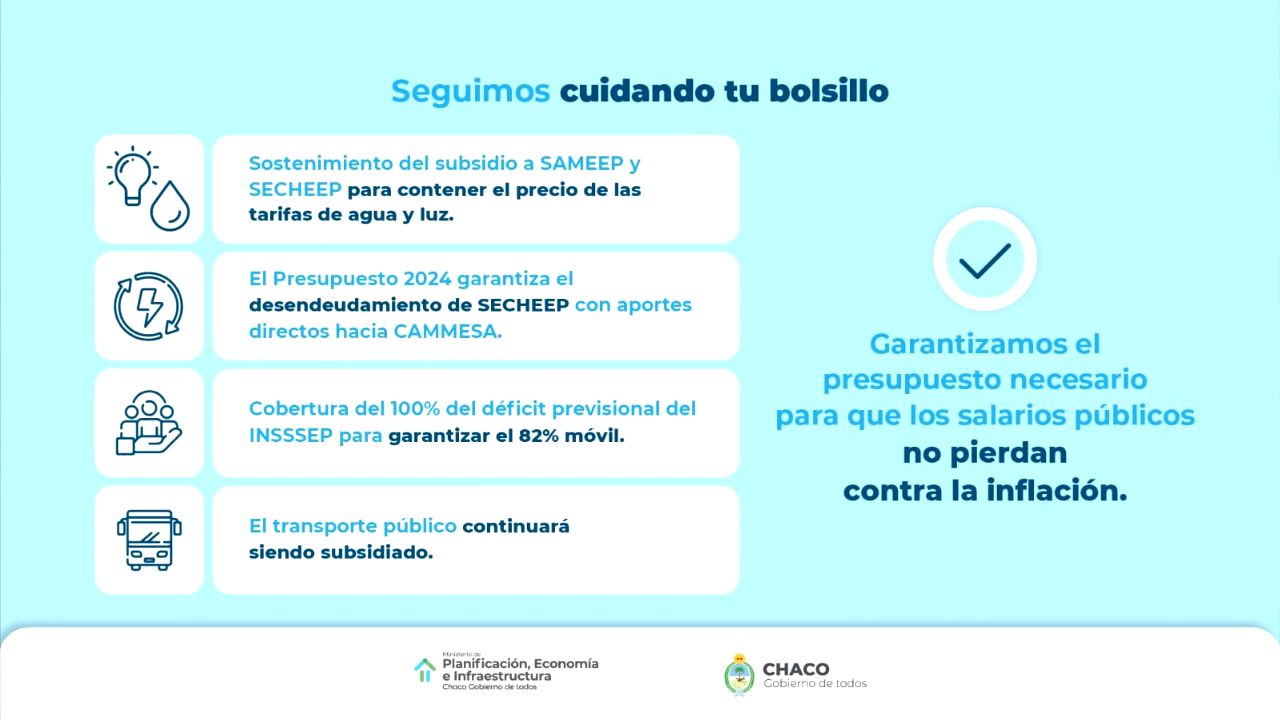 Seguimos cuidando tu bolsillo
Sostenimiento del subsidio a SAMEEP y
SECHEEP para contener el precio de las
tarifas de agua y luz.
El Presupuesto 2024 garantiza el
desendeudamiento de SECHEEP con aportes
directos hacia CAMMESA.
Cobertura del 100% del déficit previsional del
INSSSEP para garantizar el 82% móvil.
El transporte público continuará
siendo subsidiado.
Garantizamos el
presupuesto necesario
para que los salarios públicos
no pierdan
contra la inflación.
Ministerio de
Planificación, Economía
e Infraestructura
Chaco Gobierno de todos
CHACO
Gobierno de todos